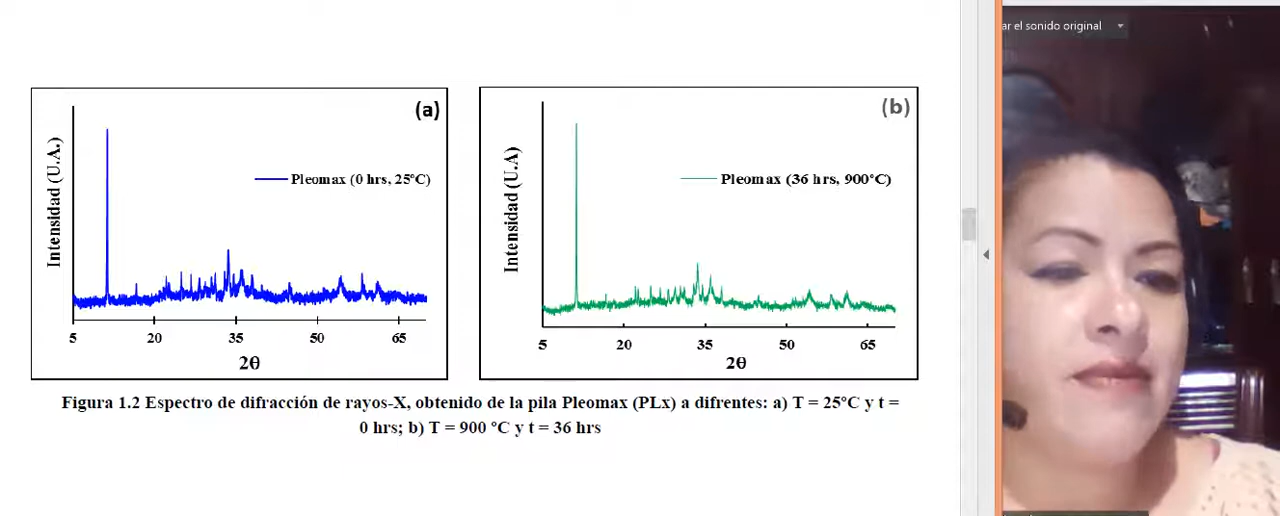 ar el sonido original
(a)
Intensidad (U.A.)
Pleomax (0 hrs, 25°C)
5 20 35 50 65
2θ
(b)
Intensidad (U.A)
Pleomax (36 hrs, 900°C)
5 20 35 50 65
2θ
Figura 1.2 Espectro de difracción de rayos-X, obtenido de la pila Pleomax (PLx) a difrentes: a) T = 25°C y t =
0 hrs; b) T = 900 °C y t = 36 hrs